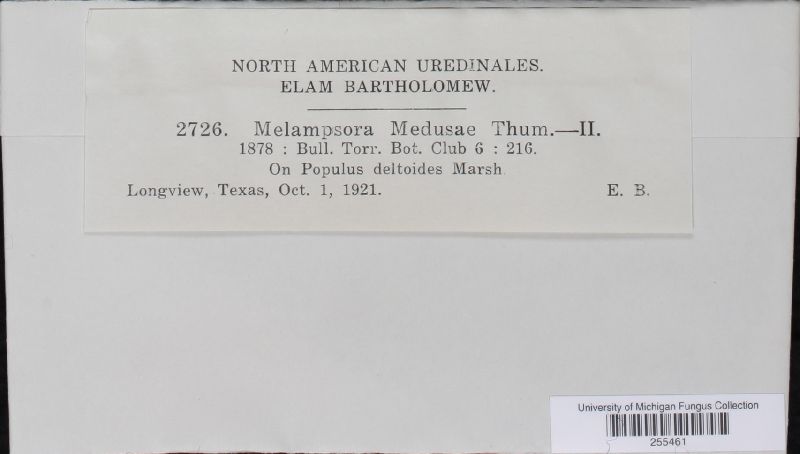 NORTH AMERICAN UREDINALES.
ELAM BARTHOLOMEW.
2726. Melampsora Medusae Thum.—II.
1878 : Bull. Torr. Bot. Club 6 : 216.
On Populus deltoides Marsh
Longview, Texas, Oct. 1, 1921. E. B.
University of Michigan Fungus Collection
255461